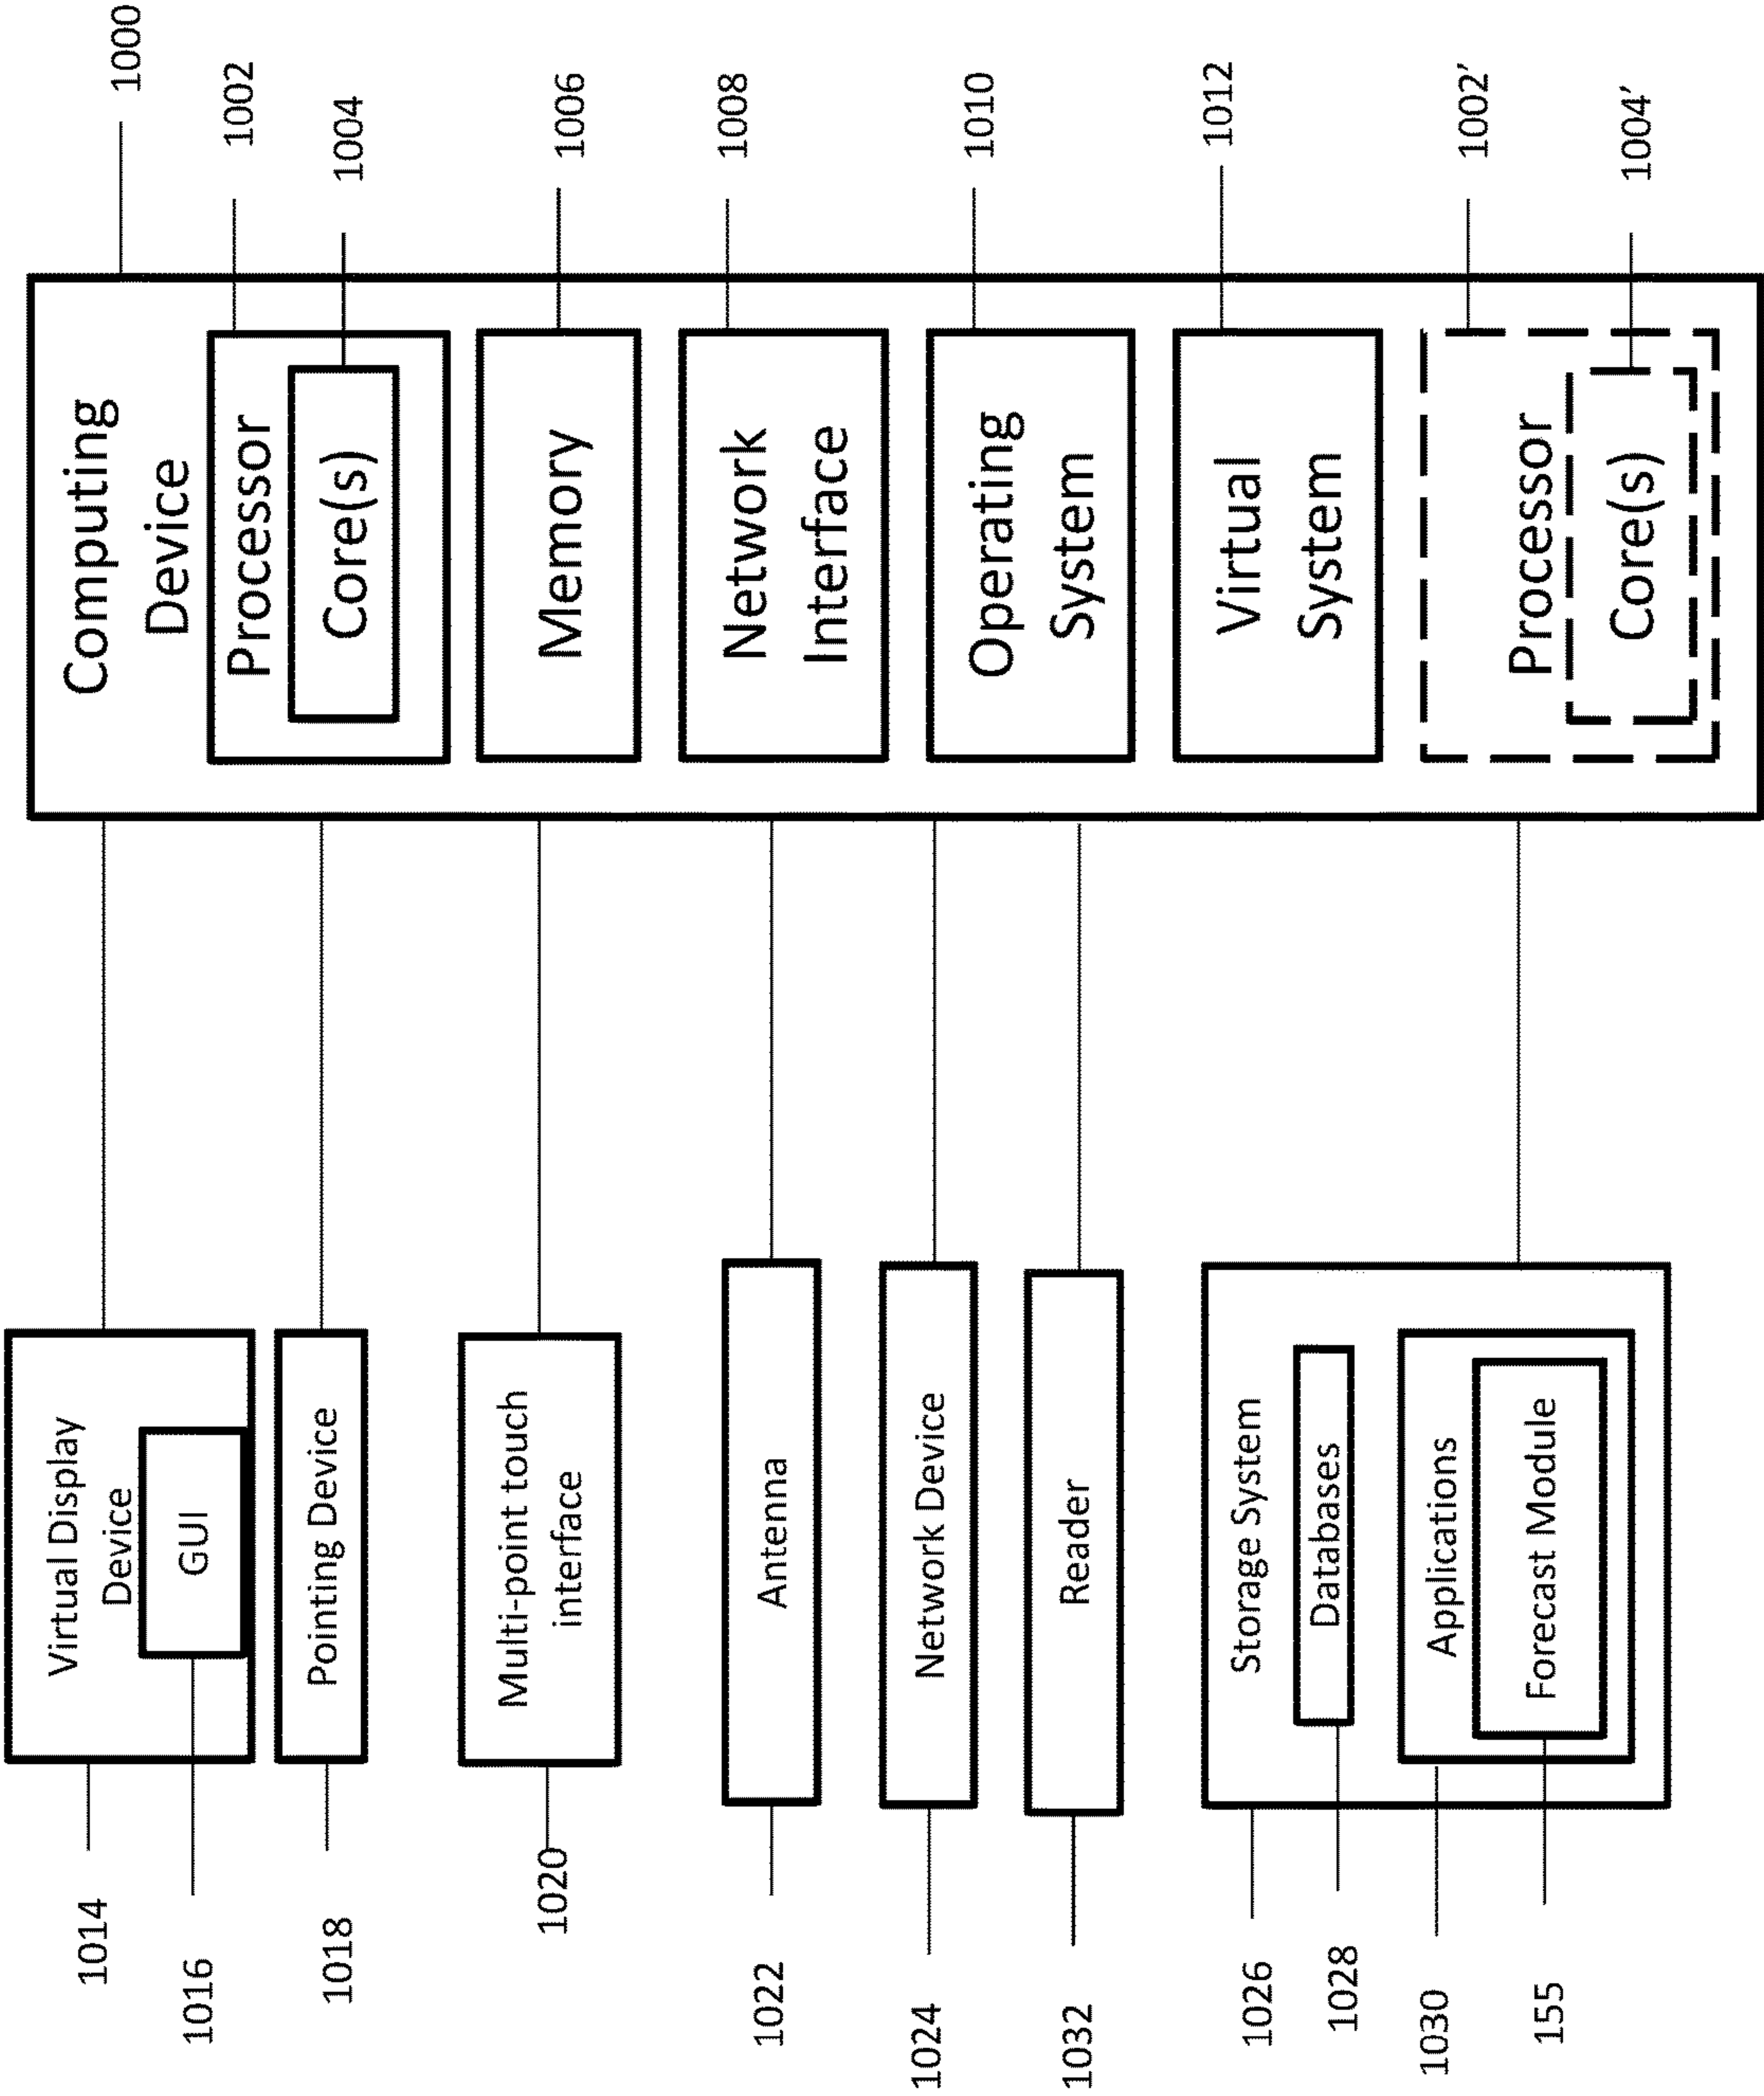 1014
Virtual Display
Device
1016
GUI
1018
Pointing Device
1020
Multi-point touch
interface
1022
Antenna
1024
Network Device
1032
Reader
1026
Storage System
1028
Databases
1030
Applications
155
Forecast Module
Computing
Device
1000
Processor
1002
Core(s)
1004
Memory
1006
Network
Interface
1008
Operating
System
1010
Virtual
System
1012
Processor
1002'
Core(s)
1004'